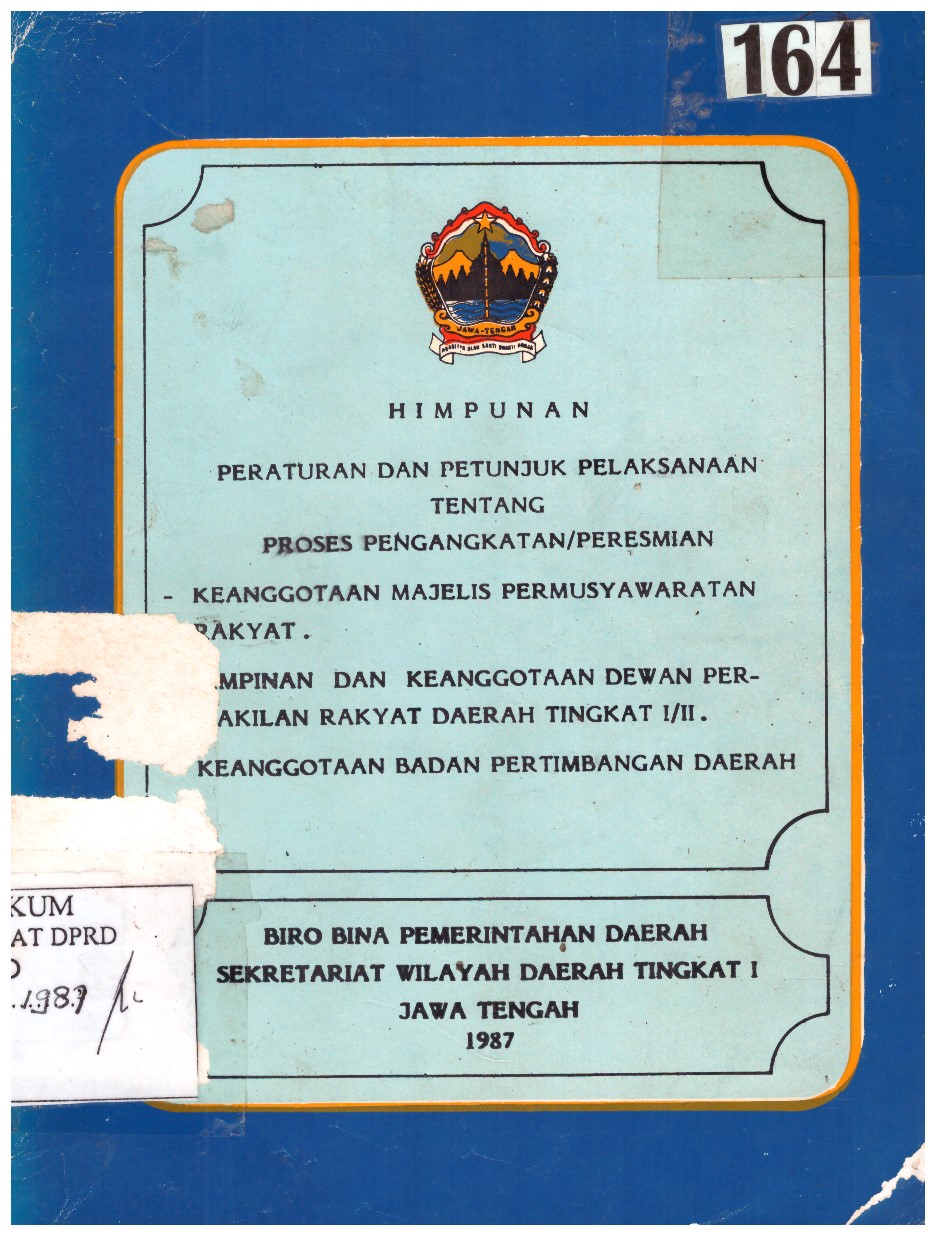 164
JAWA-TENGAH
HIMPUNAN
PERATURAN DAN PETUNJUK PELAKSANAAN
TENTANG
PROSES PENGANGKATAN/PERESMIAN
- KEANGGOTAAN MAJELIS PERMUSYAWARATAN
RAKYAT.
MPINAN DAN KEANGGOTAAN DEWAN PER-
AKILAN RAKYAT DAERAH TINGKAT I/II.
KEANGGOTAAN BADAN PERTIMBANGAN DAERAH
KUM
AT DPRD
BIRO BINA PEMERINTAHAN DAERAH
SEKRETARIAT WILAYAH DAERAH TINGKAT I
JAWA TENGAH
1987